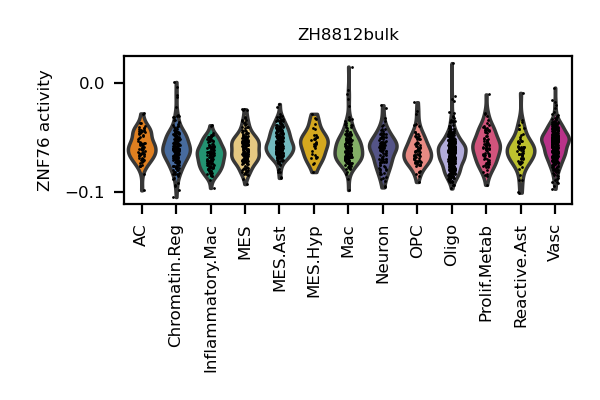 ZH8812bulk
ZNF76 activity
0.0
−0.1
AC
Chromatin.Reg
Inflammatory.Mac
MES
MES.Ast
MES.Hyp
Mac
Neuron
OPC
Oligo
Prolif.Metab
Reactive.Ast
Vasc